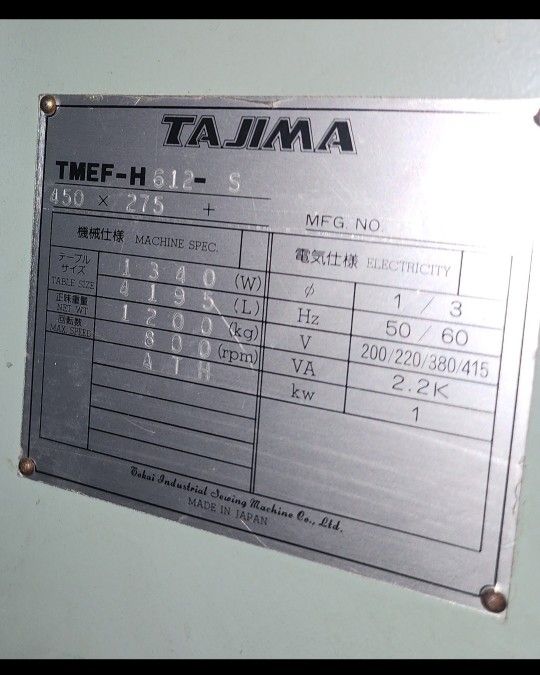 TAJIMA
TMEF-H612- S
450 × 275 +
MFG. NO
機械仕様 MACHINE SPEC.
テーブルサイズ TABLE SIZE 1340 (W)
4195 (L)
正味重量 NET. WT 1200 (kg)
回転数 MAX. SPEED 800 (rpm)
ATH
電気仕様 ELECTRICITY
φ 1 / 3
Hz 50 / 60
V 200/220/380/415
VA 2.2K
kw 1
Tokai Industrial Sewing Machine Co., Ltd.
MADE IN JAPAN